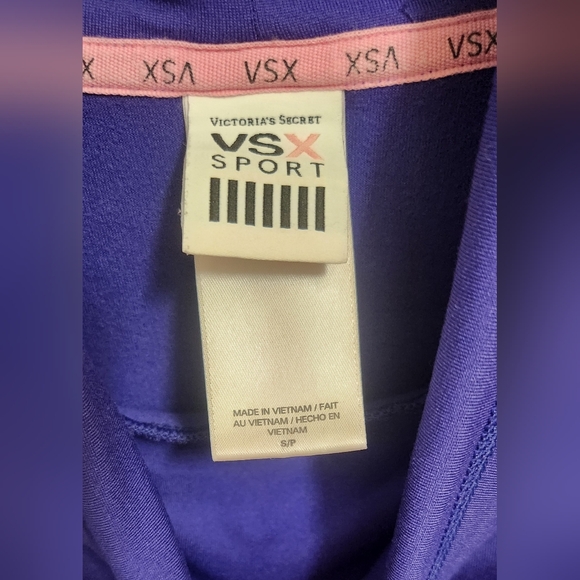 X XSA VSX XSA VSX
VICTORIA'S SECRET
VSX
SPORT
MADE IN VIETNAM / FAIT
AU VIETNAM / HECHO EN
VIETNAM
S/P